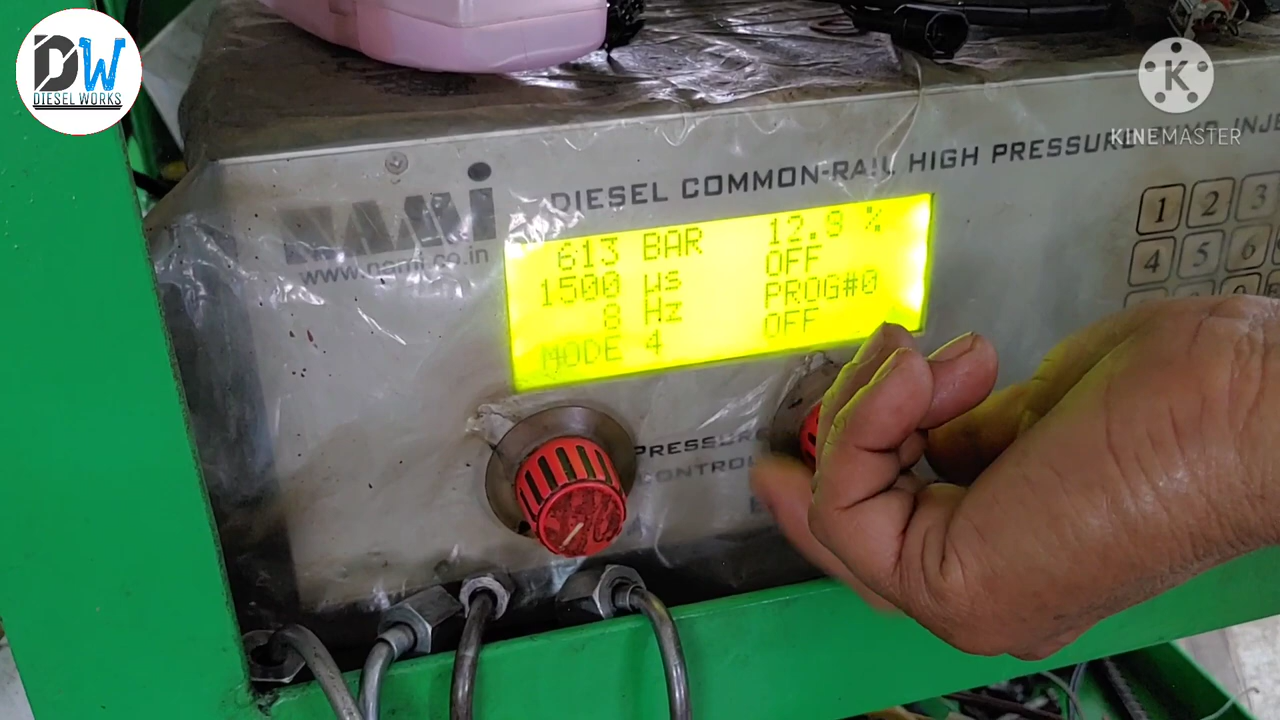 DW
DIESEL WORKS
K
KINEMASTER
NAMI
www.nami.co.in
DIESEL COMMON-RAIL HIGH PRESSURE
613 BAR 12.9 %
1500 µs OFF
8 Hz PROG#0
MODE 4 OFF
1 2 3
4 5 6
PRESSURE
CONTROL